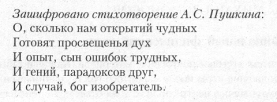 Зашифровано стихотворение А.С. Пушкина:
О, сколько нам открытий чудных
Готовят просвещенья дух
И опыт, сын ошибок трудных,
И гений, парадоксов друг,
И случай, бог изобретатель.